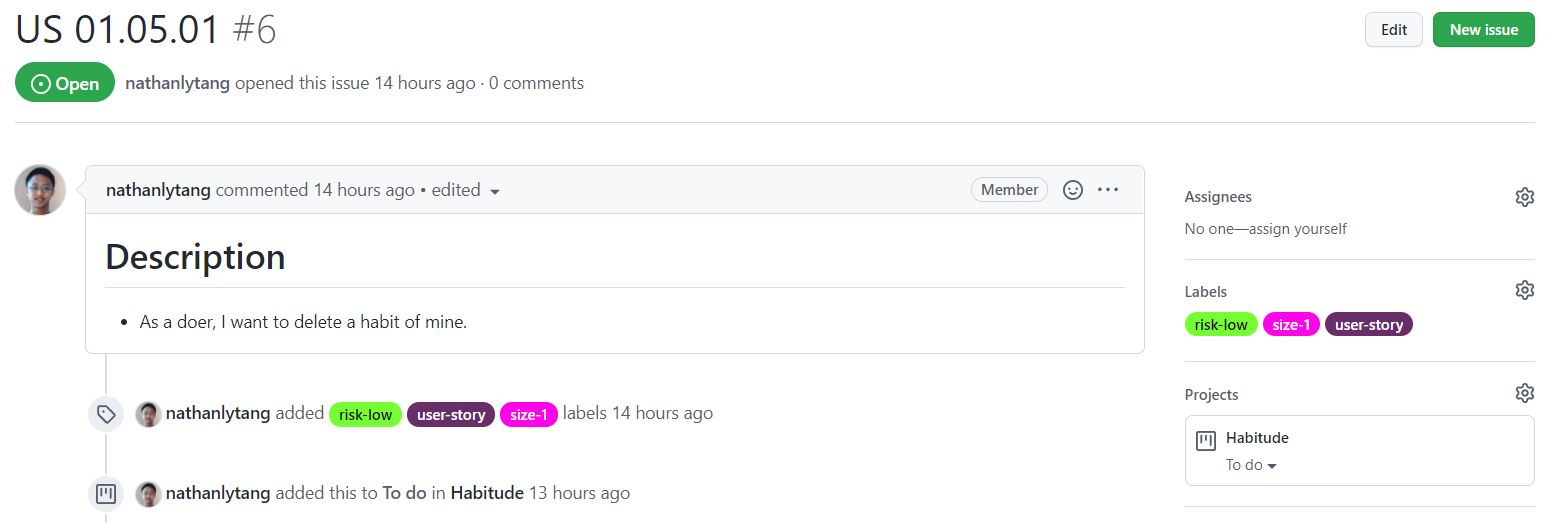 US 01.05.01 #6
Edit
New issue
Open
nathanlytang opened this issue 14 hours ago · 0 comments
nathanlytang commented 14 hours ago • edited
Member
Description
• As a doer, I want to delete a habit of mine.
nathanlytang added risk-low user-story size-1 labels 14 hours ago
nathanlytang added this to To do in Habitude 13 hours ago
Assignees
No one—assign yourself
Labels
risk-low size-1 user-story
Projects
Habitude
To do